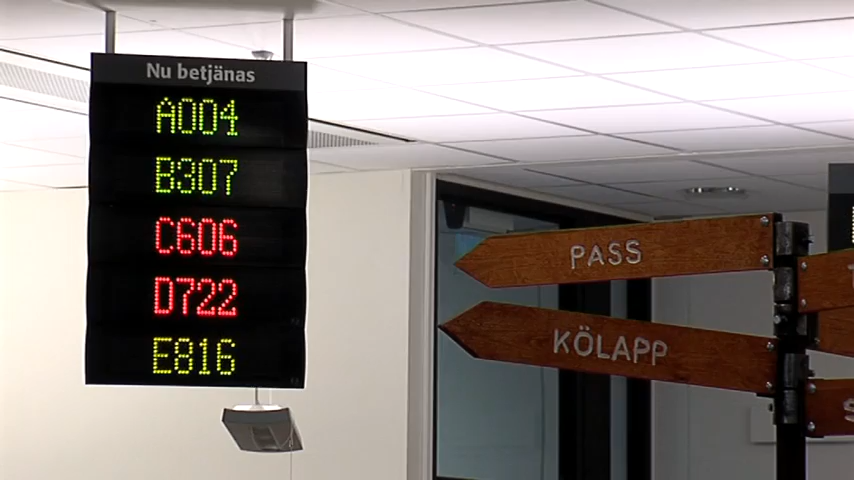 Nu betjänas
A004
B307
C606
D722
E816
PASS
KÖLAPP